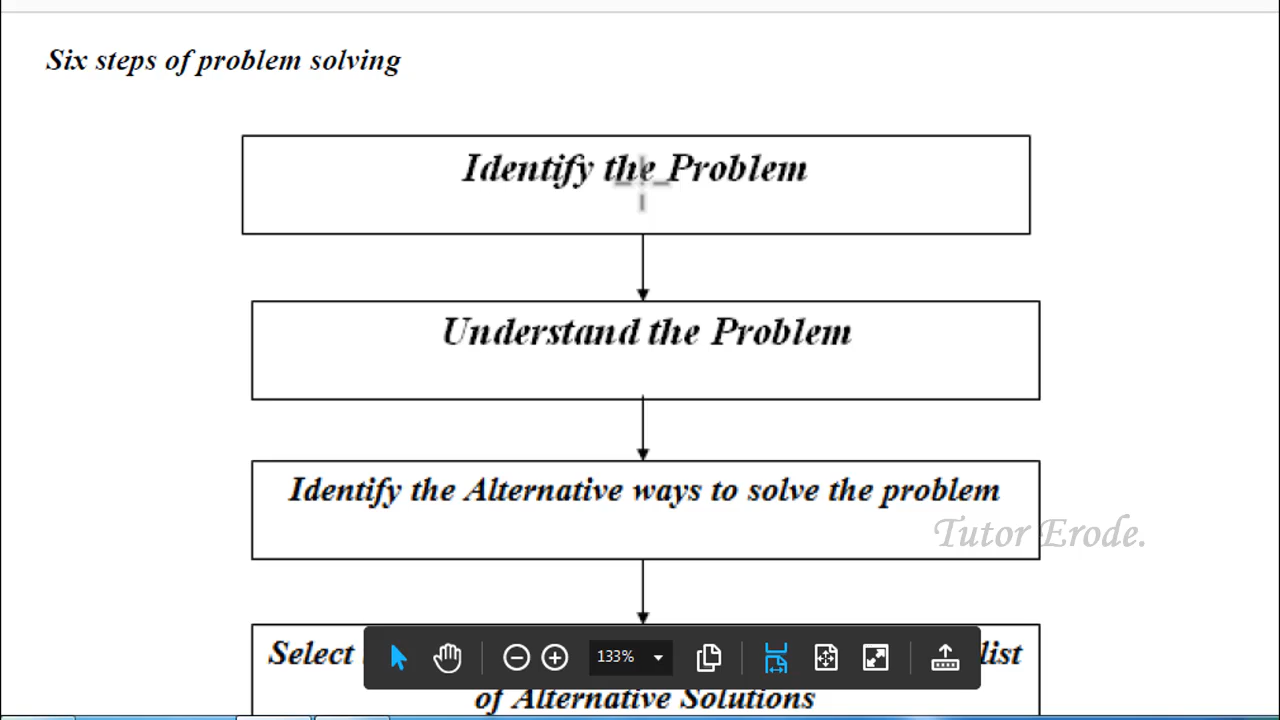 Six steps of problem solving
Identify the Problem
Understand the Problem
Identify the Alternative ways to solve the problem
Tutor Erode.
Select list
133%
of Alternative Solutions